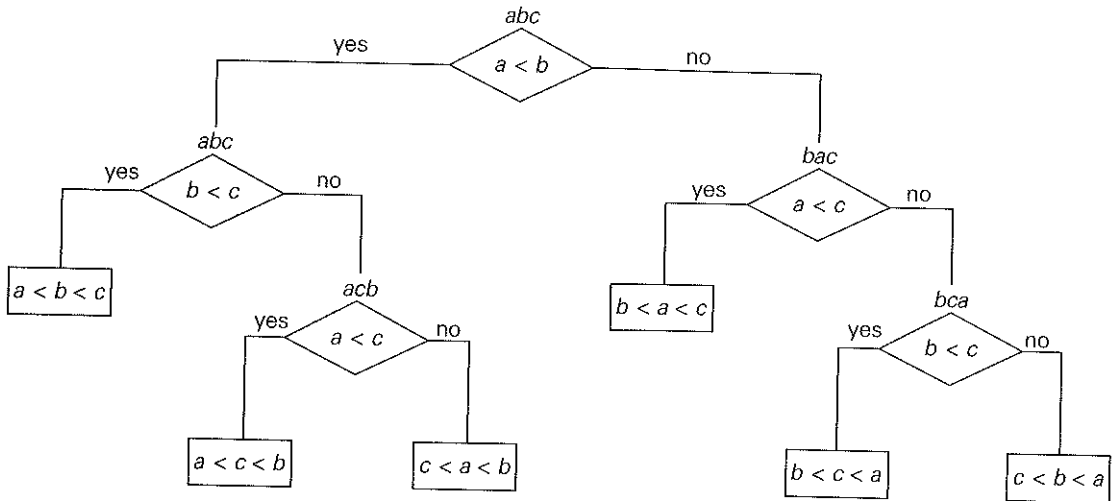 abc
yes
a < b
no
abc
yes
b < c
no
bac
yes
a < c
no
a < b < c
acb
yes
a < c
no
b < a < c
bca
yes
b < c
no
a < c < b
c < a < b
b < c < a
c < b < a